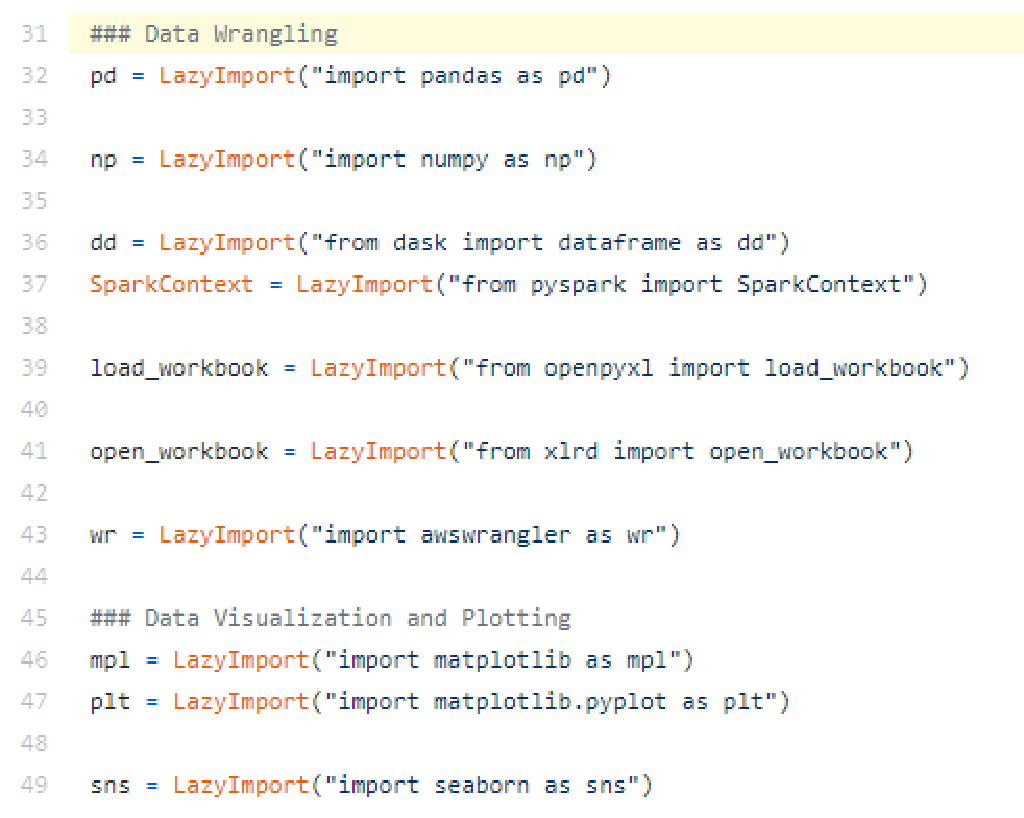 31 ### Data Wrangling
32 pd = LazyImport("import pandas as pd")
33
34 np = LazyImport("import numpy as np")
35
36 dd = LazyImport("from dask import dataframe as dd")
37 SparkContext = LazyImport("from pyspark import SparkContext")
38
39 load_workbook = LazyImport("from openpyxl import load_workbook")
40
41 open_workbook = LazyImport("from xlrd import open_workbook")
42
43 wr = LazyImport("import awswrangler as wr")
44
45 ### Data Visualization and Plotting
46 mpl = LazyImport("import matplotlib as mpl")
47 plt = LazyImport("import matplotlib.pyplot as plt")
48
49 sns = LazyImport("import seaborn as sns")